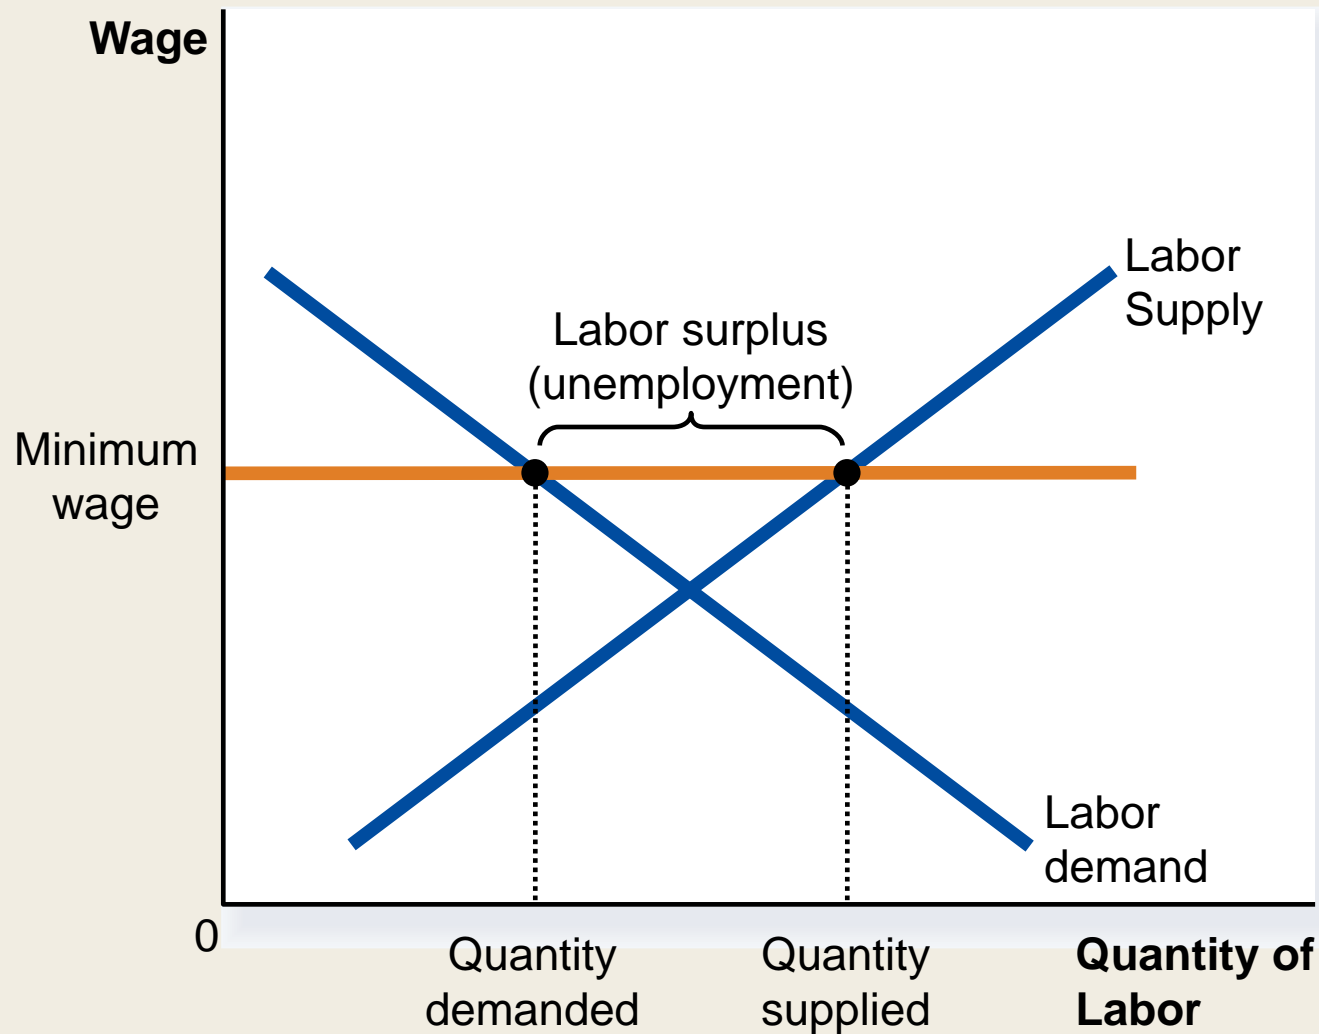 Wage
Labor
Supply
Labor surplus
(unemployment)
Minimum
wage
Labor
demand
0
Quantity
demanded
Quantity
supplied
Quantity of
Labor